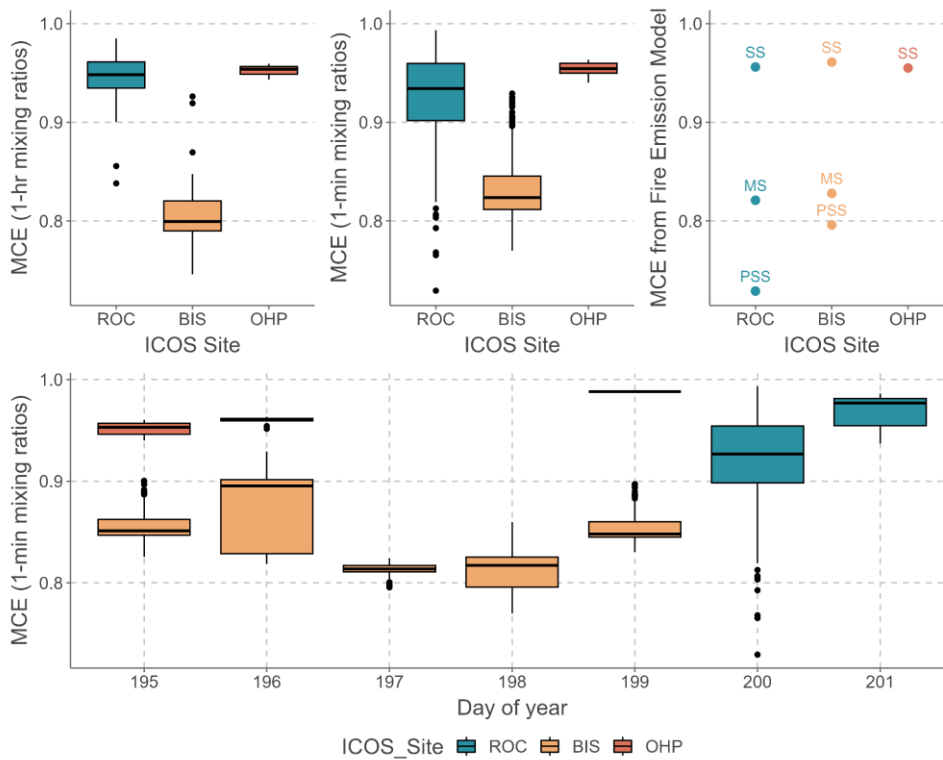 MCE (1-hr mixing ratios)
1.0
0.9
0.8
ROC BIS OHP
ICOS Site
MCE (1-min mixing ratios)
1.0
0.9
0.8
ROC BIS OHP
ICOS Site
MCE from Fire Emission Model
1.0
0.9
0.8
SS SS SS
MS MS
PSS
PSS
ROC BIS OHP
ICOS Site
MCE (1-min mixing ratios)
1.0
0.9
0.8
195 196 197 198 199 200 201
Day of year
ICOS_Site ROC BIS OHP